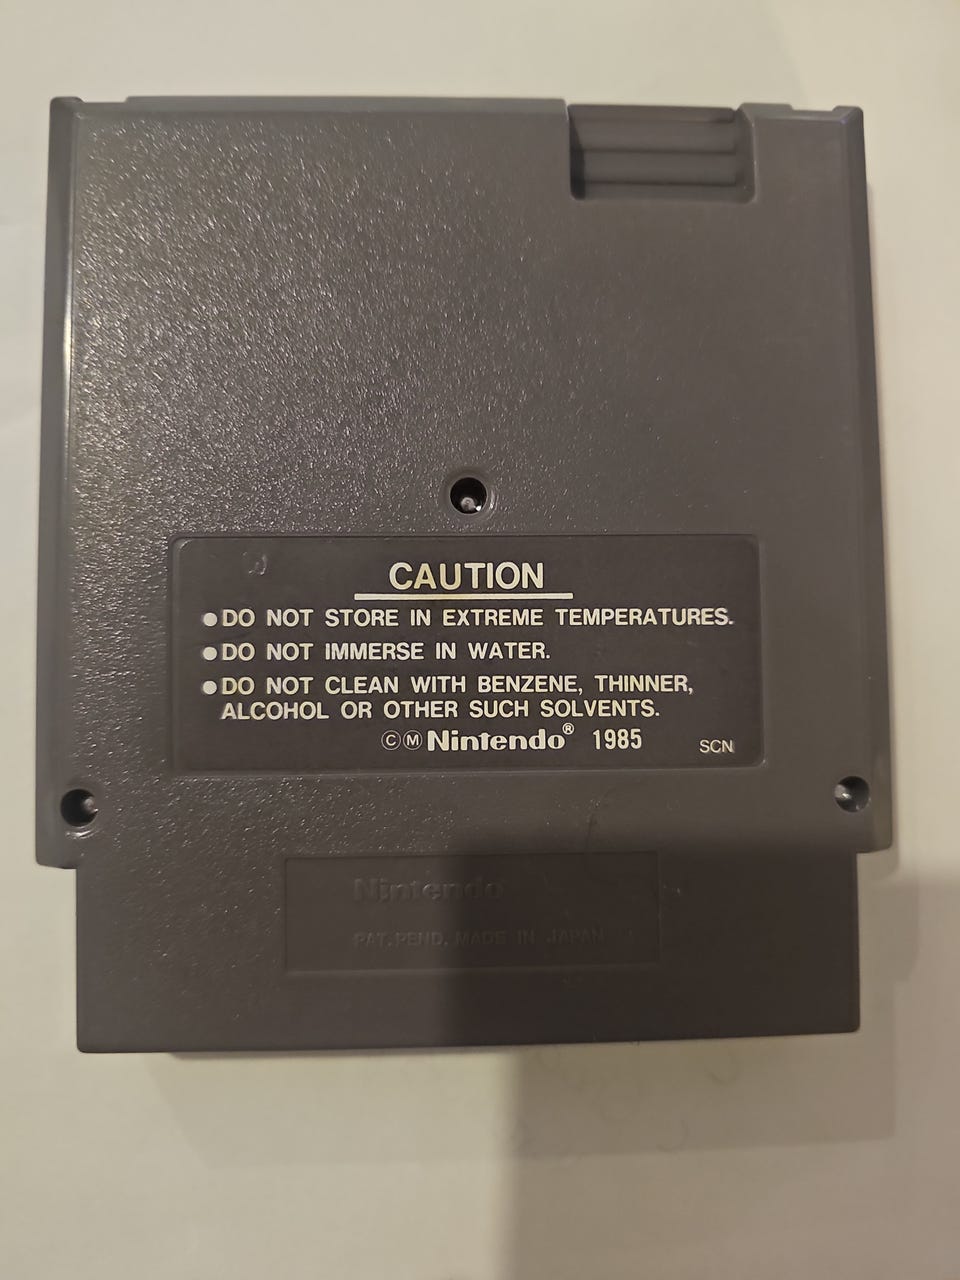 CAUTION
●DO NOT STORE IN EXTREME TEMPERATURES.
●DO NOT IMMERSE IN WATER.
●DO NOT CLEAN WITH BENZENE, THINNER,
ALCOHOL OR OTHER SUCH SOLVENTS.
©Ⓜ Nintendo® 1985 SCN
Nintendo
PAT. PEND. MADE IN JAPAN